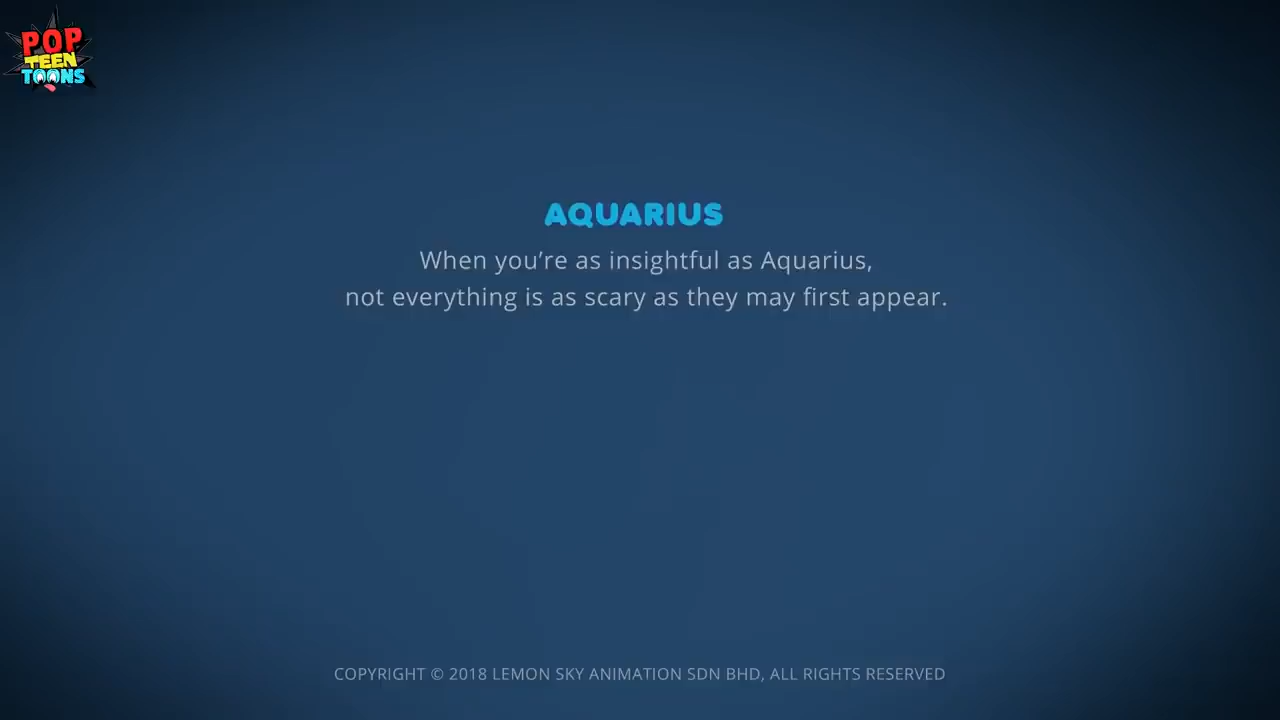 POP
TEEN
TOONS
AQUARIUS
When you’re as insightful as Aquarius,
not everything is as scary as they may first appear.
COPYRIGHT © 2018 LEMON SKY ANIMATION SDN BHD, ALL RIGHTS RESERVED